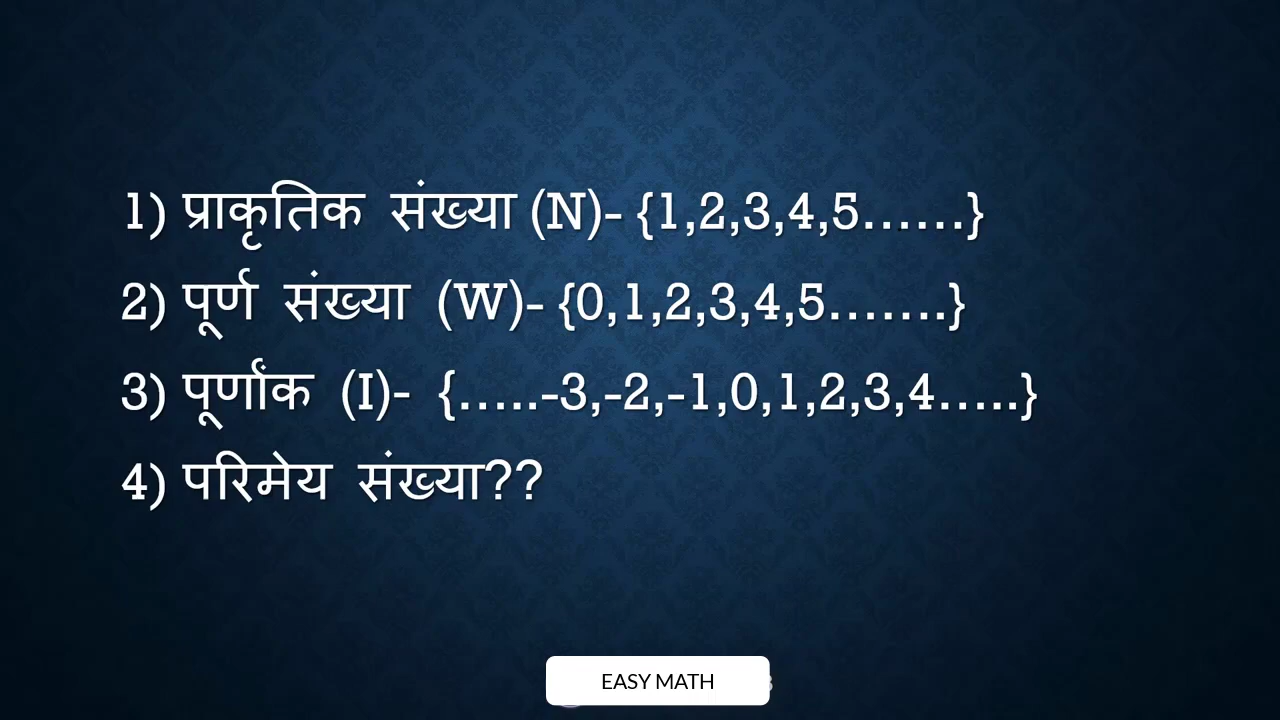 1) प्राकृतिक संख्या (N)- {1,2,3,4,5......}
2) पूर्ण संख्या (W)- {0,1,2,3,4,5.......}
3) पूर्णांक (I)- {.....-3,-2,-1,0,1,2,3,4.....}
4) परिमेय संख्या??
EASY MATH